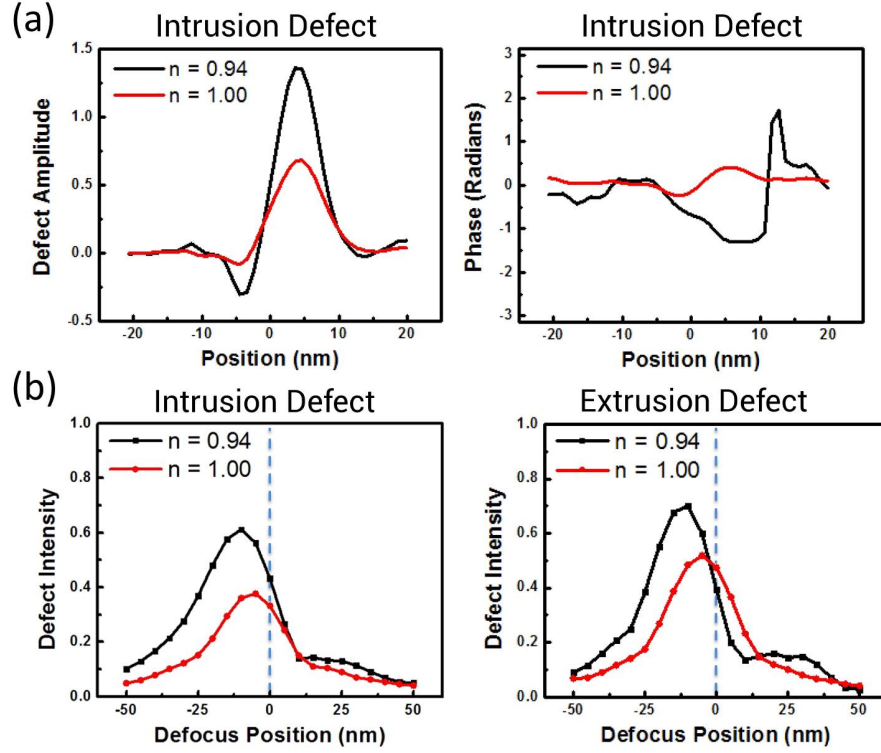 (a)
Intrusion Defect
1.5
1.0
0.5
0.0
-0.5
Defect Amplitude
n = 0.94
n = 1.00
-20 -10 0 10 20
Position (nm)
Intrusion Defect
3
2
1
0
-1
-2
-3
Phase (Radians)
n = 0.94
n = 1.00
-20 -10 0 10 20
Position (nm)
(b)
Intrusion Defect
1.0
0.8
0.6
0.4
0.2
0.0
Defect Intensity
n = 0.94
n = 1.00
-50 -25 0 25 50
Defocus Position (nm)
Extrusion Defect
1.0
0.8
0.6
0.4
0.2
0.0
Defect Intensity
n = 0.94
n = 1.00
-50 -25 0 25 50
Defocus Position (nm)